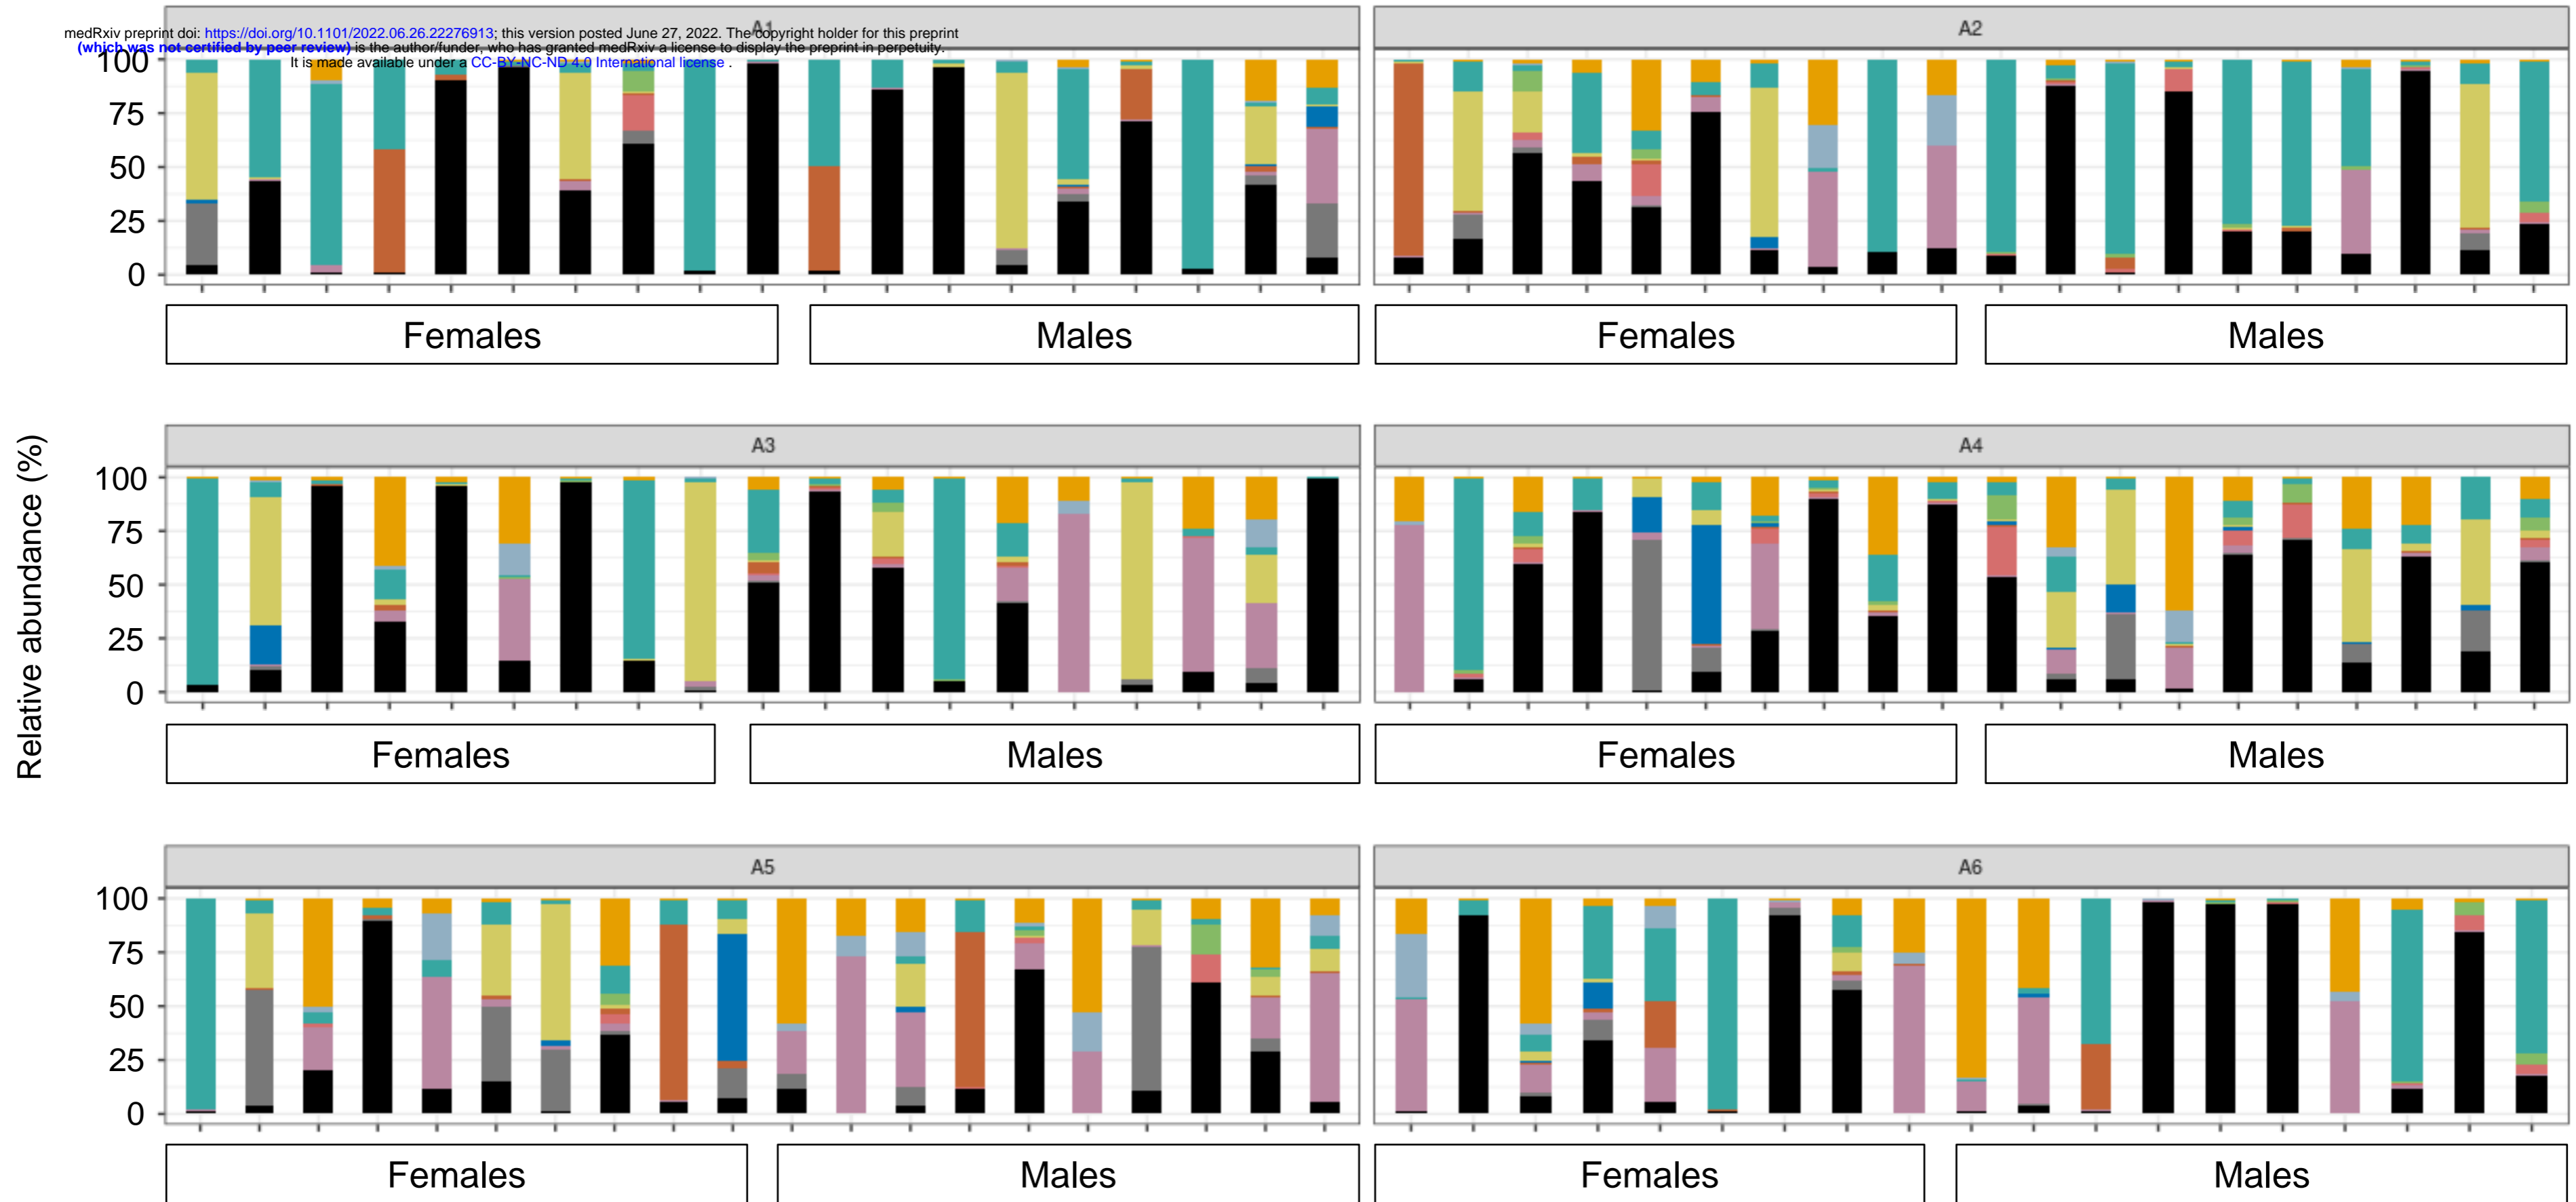 A1
medRxiv preprint doi: https://doi.org/10.1101/2022.06.26.22276913; this version posted June 27, 2022. The copyright holder for this preprint
(which was not certified by peer review) is the author/funder, who has granted medRxiv a license to display the preprint in perpetuity.
It is made available under a CC-BY-NC-ND 4.0 International license .
A2
100
75
50
25
0
Females
Males
Females
Males
Relative abundance (%)
A3
A4
100
75
50
25
0
Females
Males
Females
Males
A5
A6
100
75
50
25
0
Females
Males
Females
Males